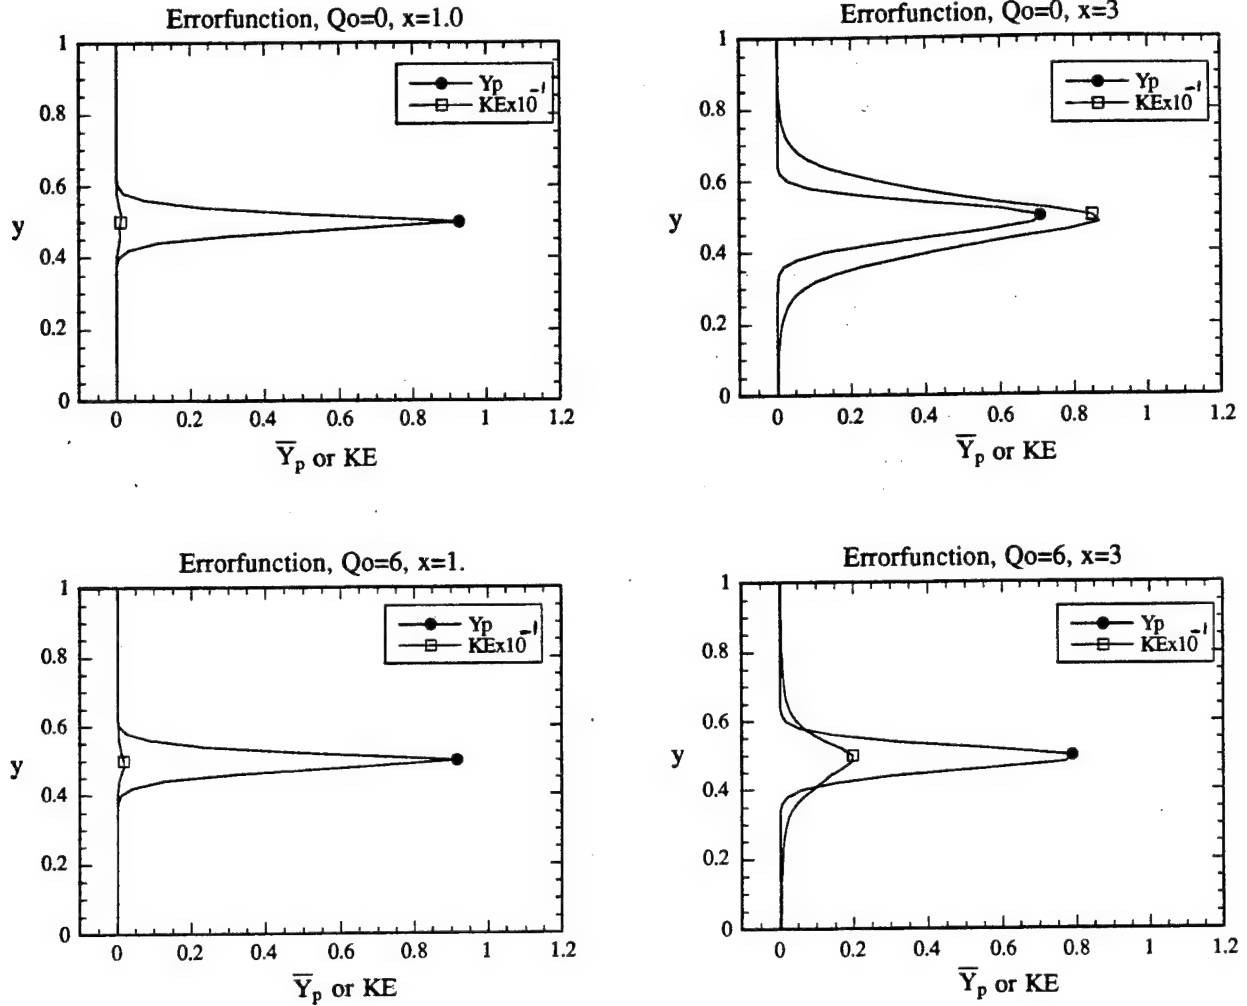 Errorfunction, Qo=0, x=1.0
Yp
KEx10⁻¹
1
0.8
0.6
0.4
0.2
0
y
0 0.2 0.4 0.6 0.8 1 1.2
Y̅p or KE
Errorfunction, Qo=0, x=3
Yp
KEx10⁻¹
1
0.8
0.6
0.4
0.2
0
y
0 0.2 0.4 0.6 0.8 1 1.2
Y̅p or KE
Errorfunction, Qo=6, x=1.
Yp
KEx10⁻¹
1
0.8
0.6
0.4
0.2
0
y
0 0.2 0.4 0.6 0.8 1 1.2
Y̅p or KE
Errorfunction, Qo=6, x=3
Yp
KEx10⁻¹
1
0.8
0.6
0.4
0.2
0
y
0 0.2 0.4 0.6 0.8 1 1.2
Y̅p or KE